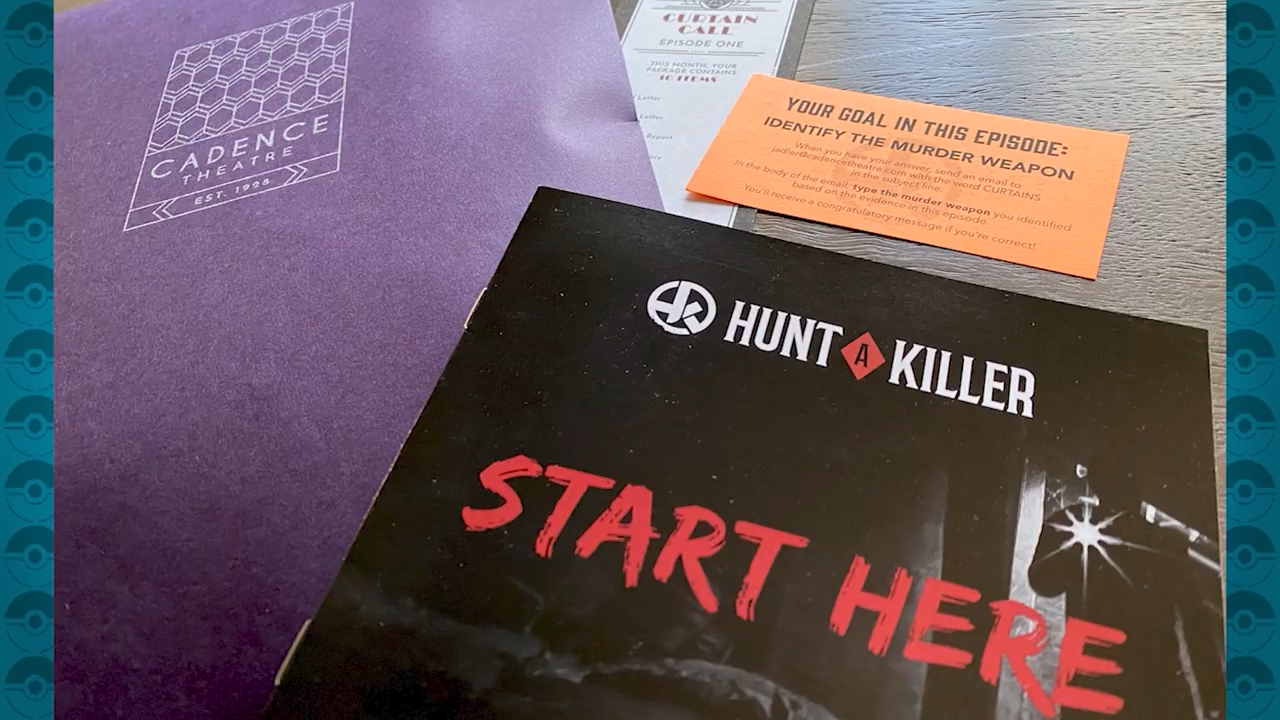 CADENCE
THEATRE
EST. 1928
CURTAIN
CALL
EPISODE ONE
THIS MONTH, YOUR
PACKAGE CONTAINS
10 ITEMS
Letter
Letter
Report
YOUR GOAL IN THIS EPISODE:
IDENTIFY THE MURDER WEAPON
When you have your answer, send an email to
jadler@cadencetheatre.com with the word CURTAINS
in the subject line.
In the body of the email, type the murder weapon you identified
based on the evidence in this episode.
You'll receive a congratulatory message if you're correct!
HUNT A KILLER
START HERE